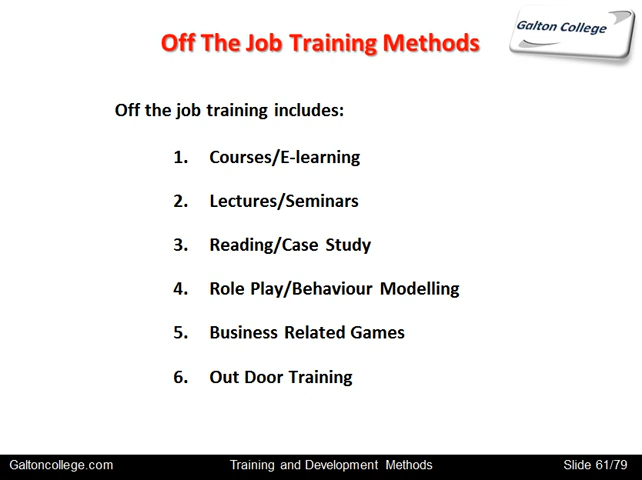 Galton College
Off The Job Training Methods
Off the job training includes:
1. Courses/E-learning
2. Lectures/Seminars
3. Reading/Case Study
4. Role Play/Behaviour Modelling
5. Business Related Games
6. Out Door Training
Galtoncollege.com Training and Development Methods Slide 61/79